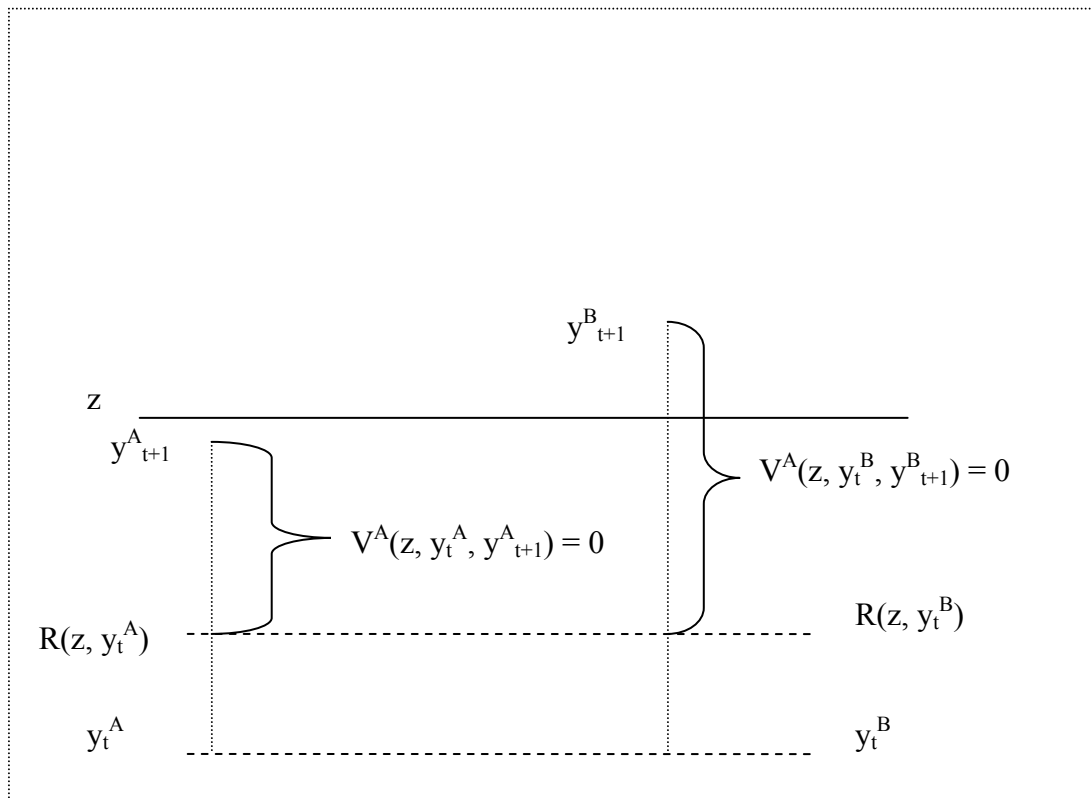 y^B_{t+1}
z
y^A_{t+1}
V^A(z, y_t^B, y^B_{t+1}) = 0
V^A(z, y_t^A, y^A_{t+1}) = 0
R(z, y_t^B)
R(z, y_t^A)
y_t^A
y_t^B